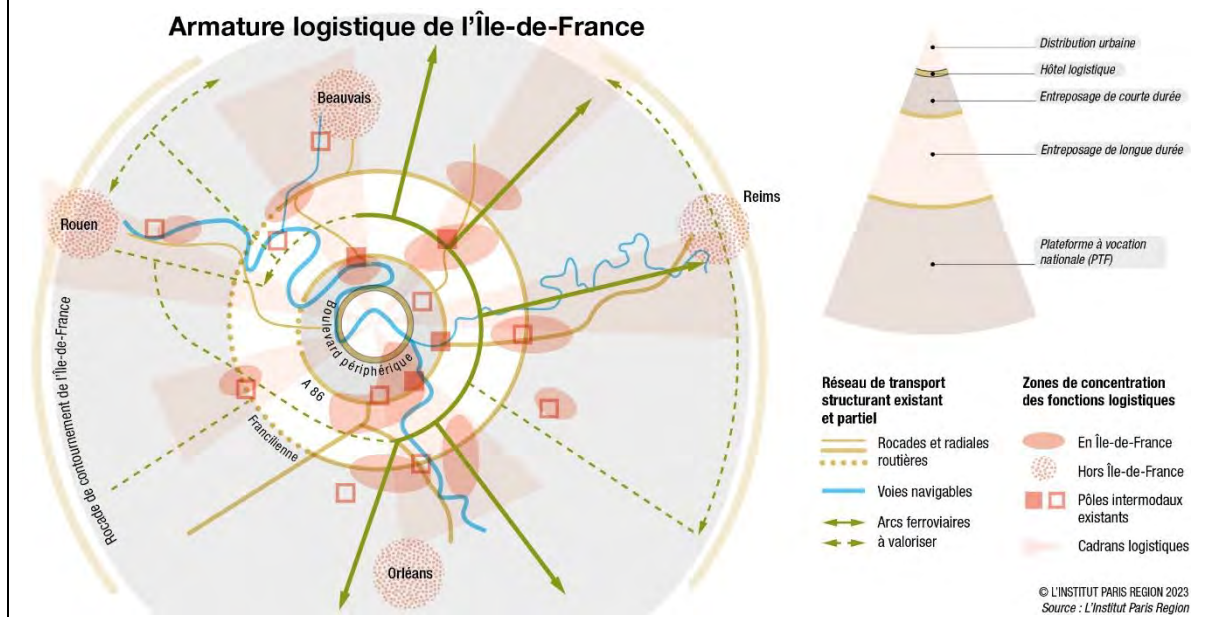 Armature logistique de l'Île-de-France
Beauvais
Rouen
Reims
Orléans
Boulevard périphérique
A 86
Francilienne
Rocade de contournement de l'Île-de-France
Distribution urbaine
Hôtel logistique
Entreposage de courte durée
Entreposage de longue durée
Plateforme à vocation
nationale (PTF)
Réseau de transport
structurant existant
et partiel
Rocades et radiales
routières
Voies navigables
Arcs ferroviaires
à valoriser
Zones de concentration
des fonctions logistiques
En Île-de-France
Hors Île-de-France
Pôles intermodaux
existants
Cadrans logistiques
© L'INSTITUT PARIS REGION 2023
Source : L'Institut Paris Region